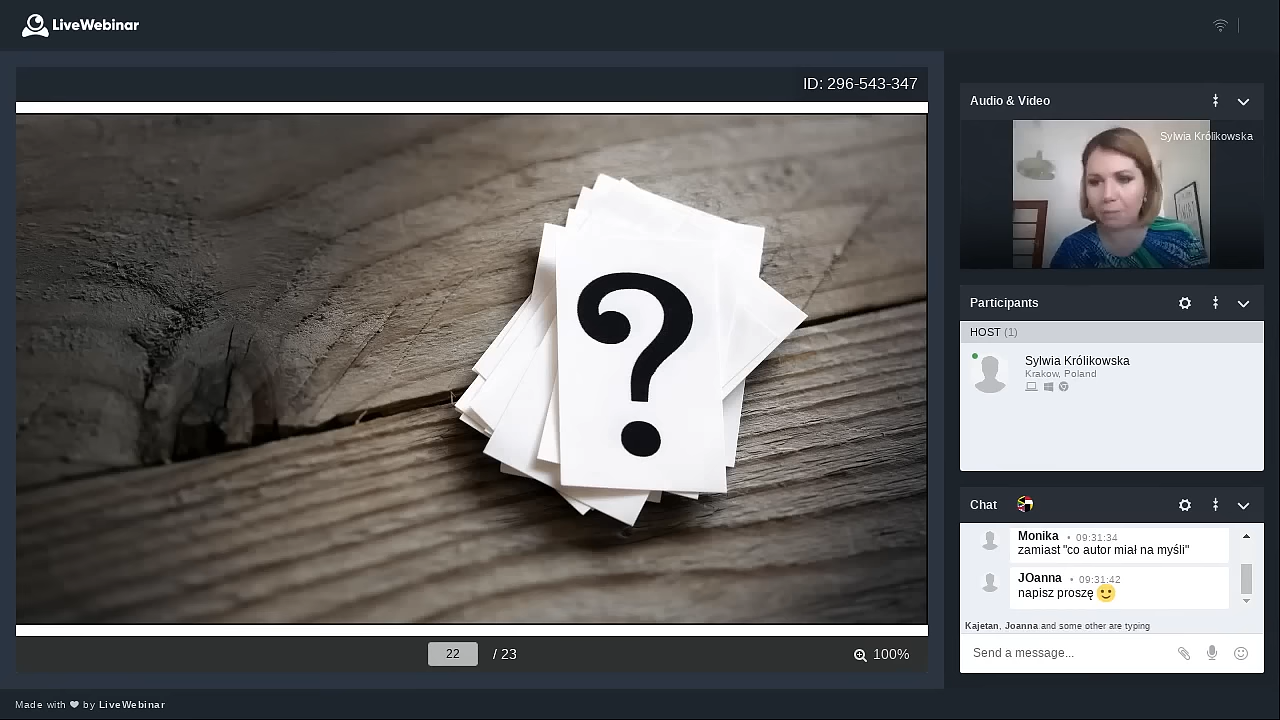 LiveWebinar
ID: 296-543-347
?
Audio & Video
Sylwia Królikowska
Participants
HOST (1)
Sylwia Królikowska
Krakow, Poland
Chat
Monika • 09:31:34
zamiast "co autor miał na myśli"
JOanna • 09:31:42
napisz proszę
Kajetan, Joanna and some other are typing
Send a message...
22 / 23
100%
Made with by LiveWebinar